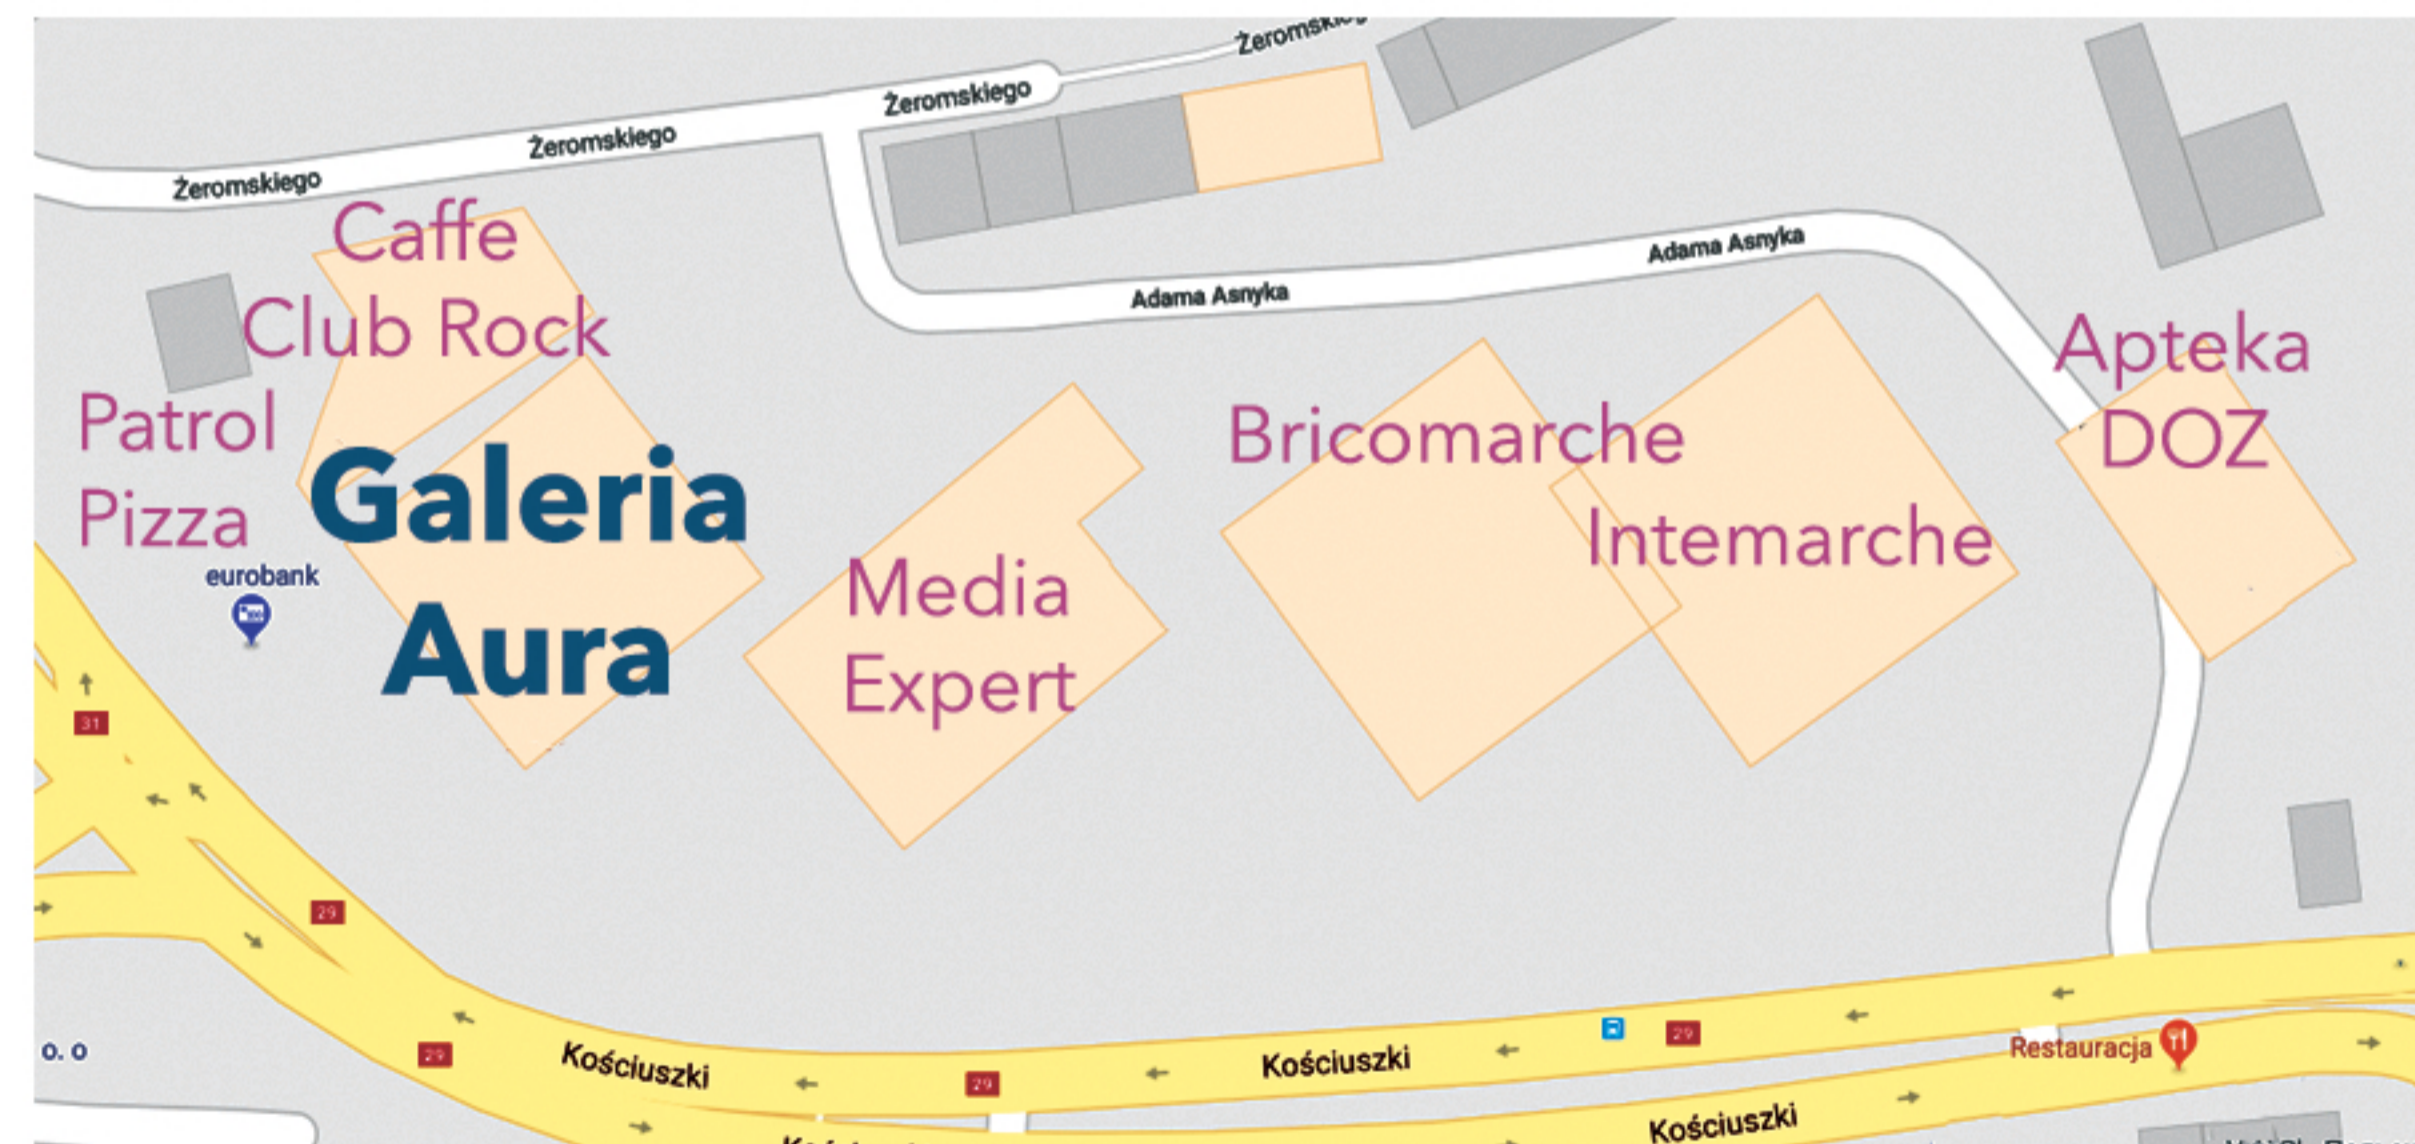 Żeromskiego
Żeromskiego
Żeromskiego
Żeromskiego
Caffe
Club Rock
Adama Asnyka
Adama Asnyka
Patrol
Pizza
eurobank
Galeria
Aura
Media
Expert
Bricomarche
Intemarche
Apteka
DOZ
31
29
29
29
29
o. o
Kościuszki
Kościuszki
Kościuszki
Restauracja